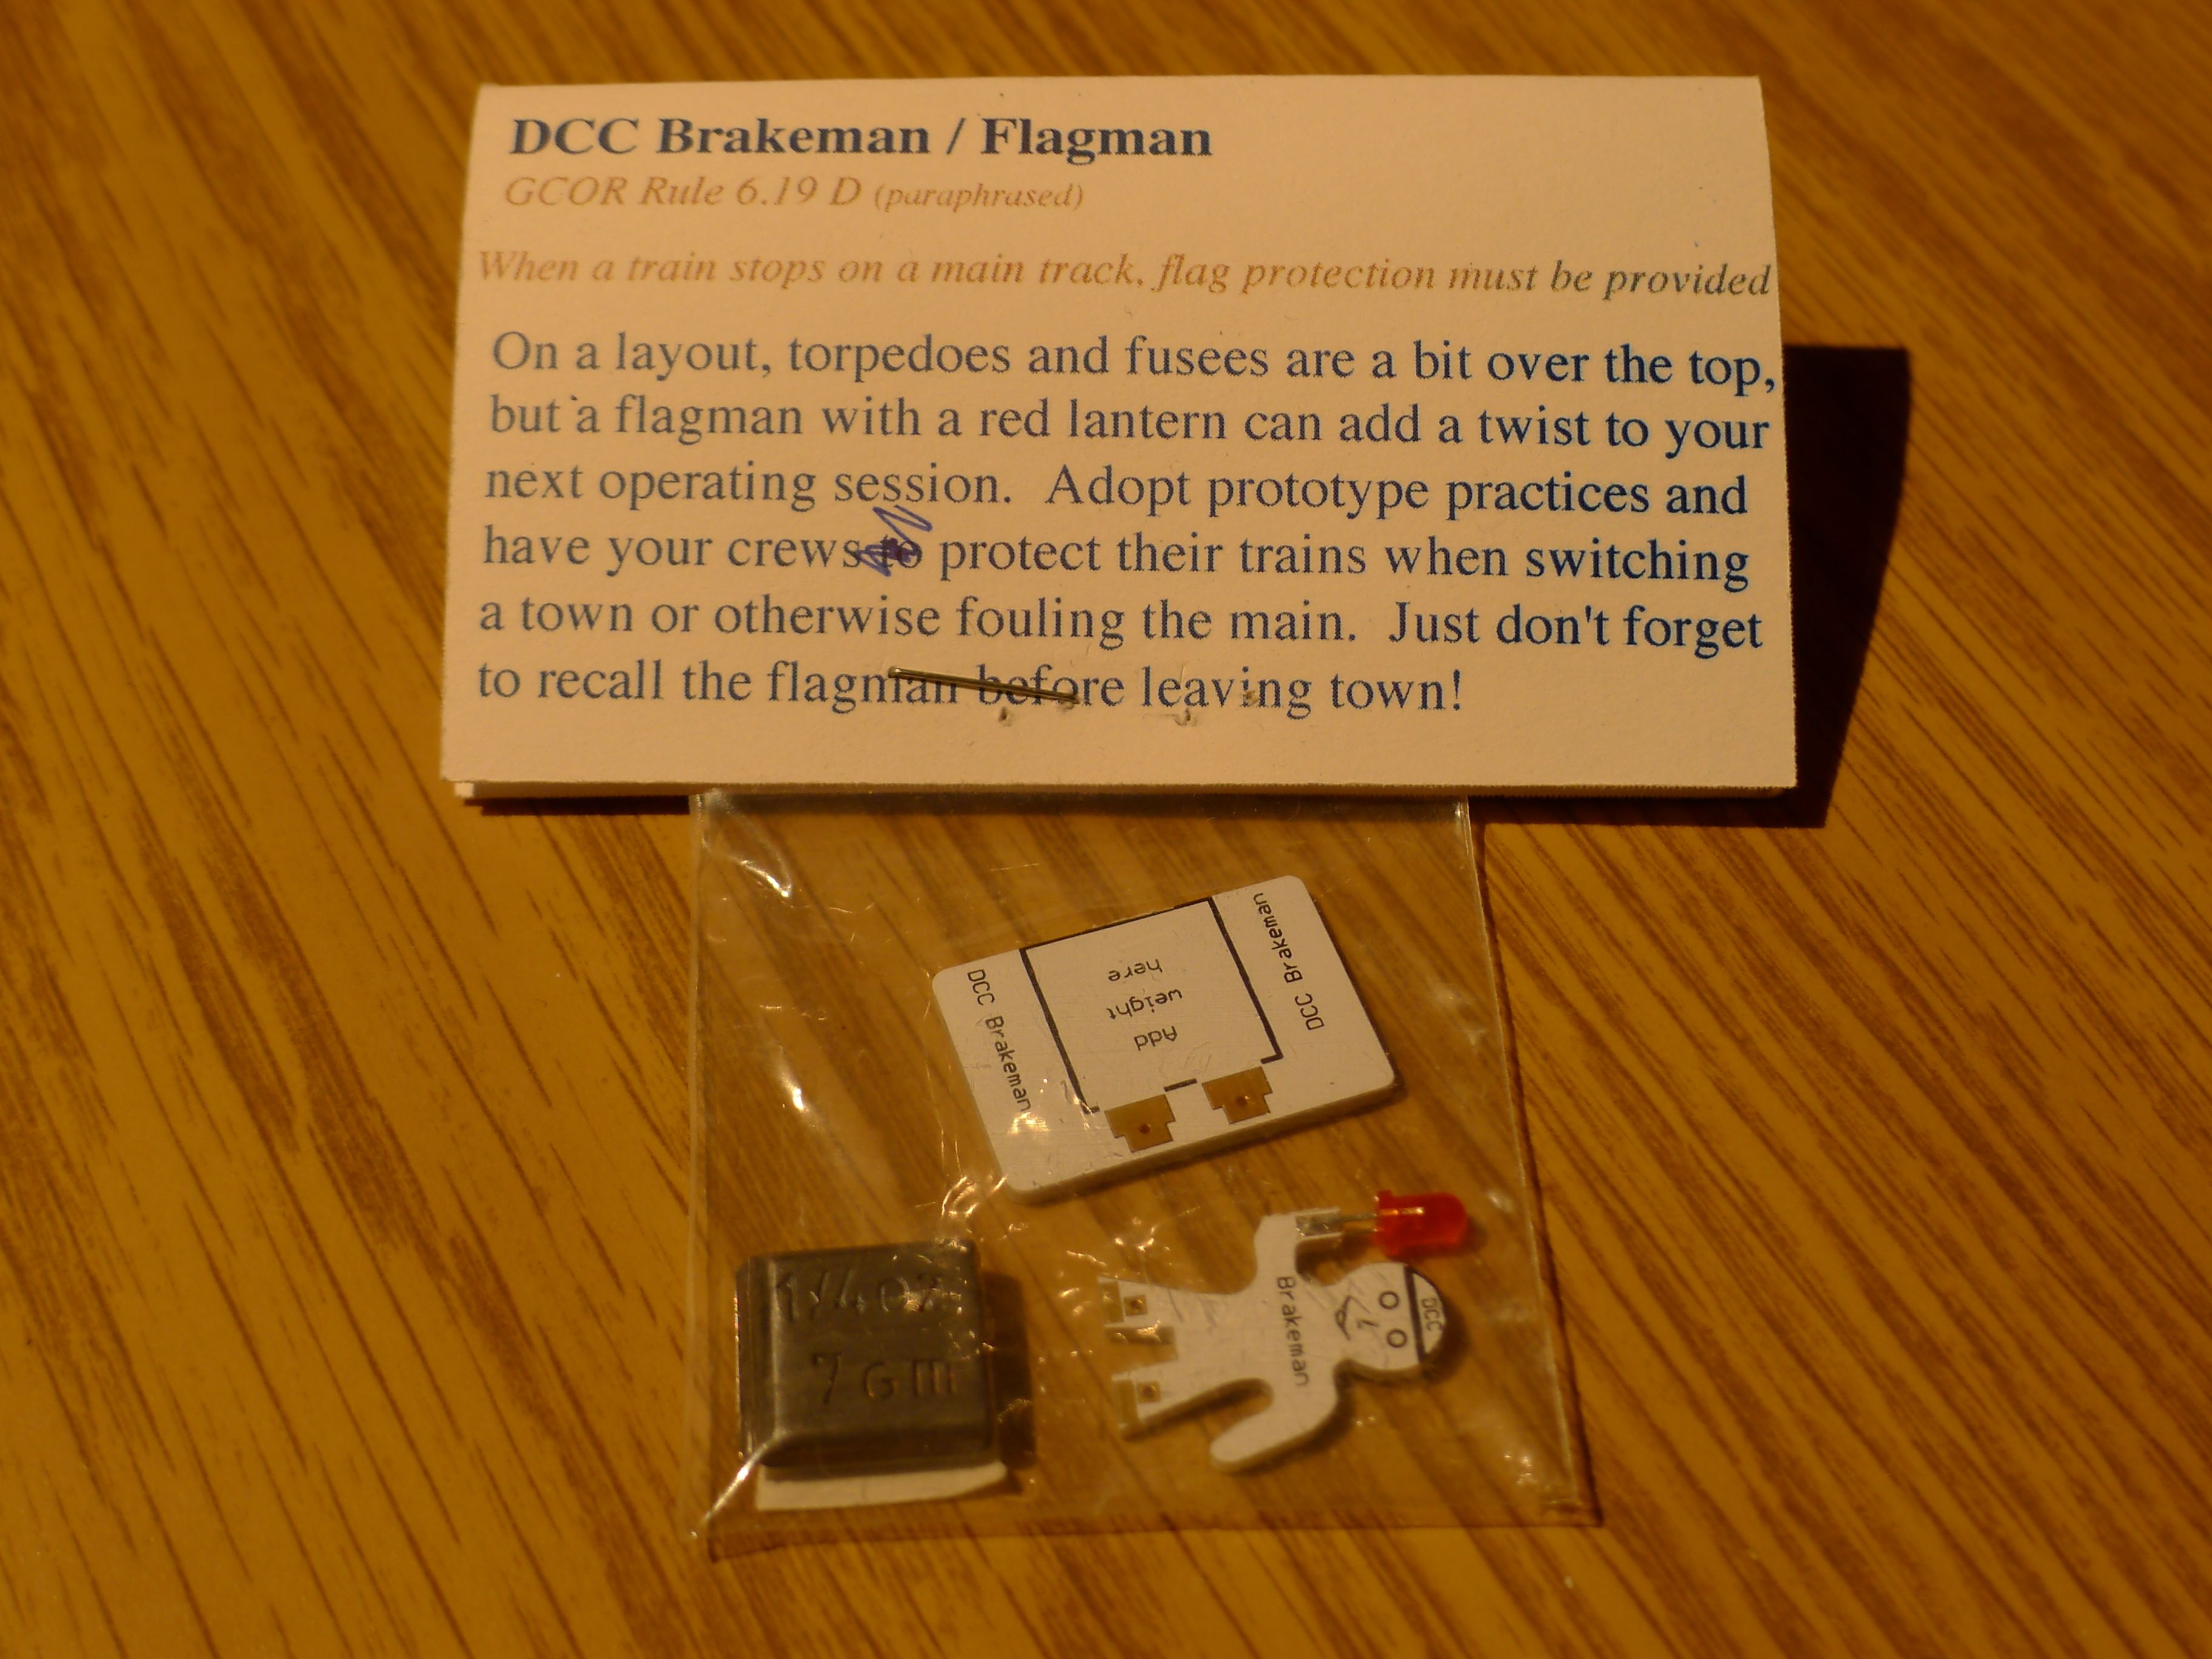 DCC Brakeman / Flagman
GCOR Rule 6.19 D (paraphrased)
When a train stops on a main track, flag protection must be provided
On a layout, torpedoes and fusees are a bit over the top,
but a flagman with a red lantern can add a twist to your
next operating session.  Adopt prototype practices and
have your crews to protect their trains when switching
a town or otherwise fouling the main.  Just don't forget
to recall the flagman before leaving town!
DCC Brakeman
Add
weight
here
DCC Brakeman
1/4 oz
7 GM
Brakeman
DCC